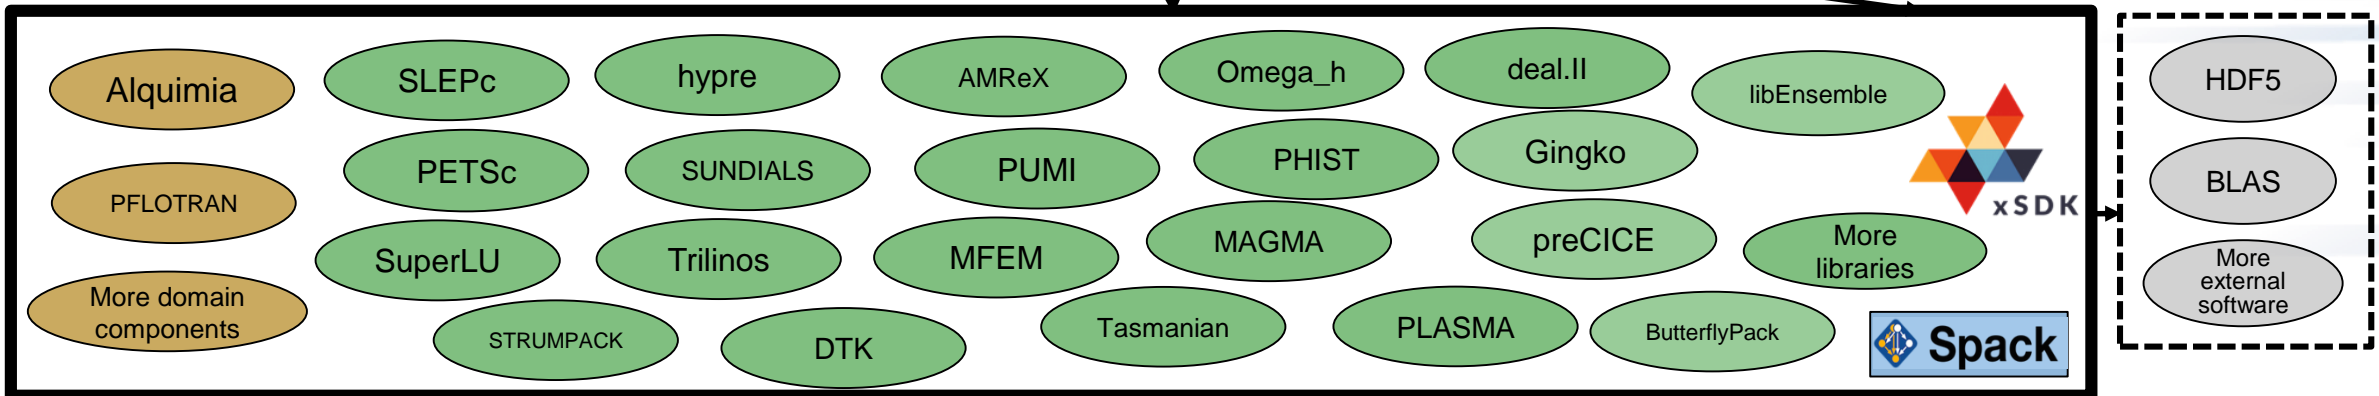 Alquimia
SLEPc
hypre
AMReX
Omega_h
deal.II
libEnsemble
HDF5
PFLOTRAN
PETSc
SUNDIALS
PUMI
PHIST
Gingko
xSDK
BLAS
More domain
components
SuperLU
Trilinos
MFEM
MAGMA
preCICE
More
libraries
More
external
software
STRUMPACK
DTK
Tasmanian
PLASMA
ButterflyPack
Spack